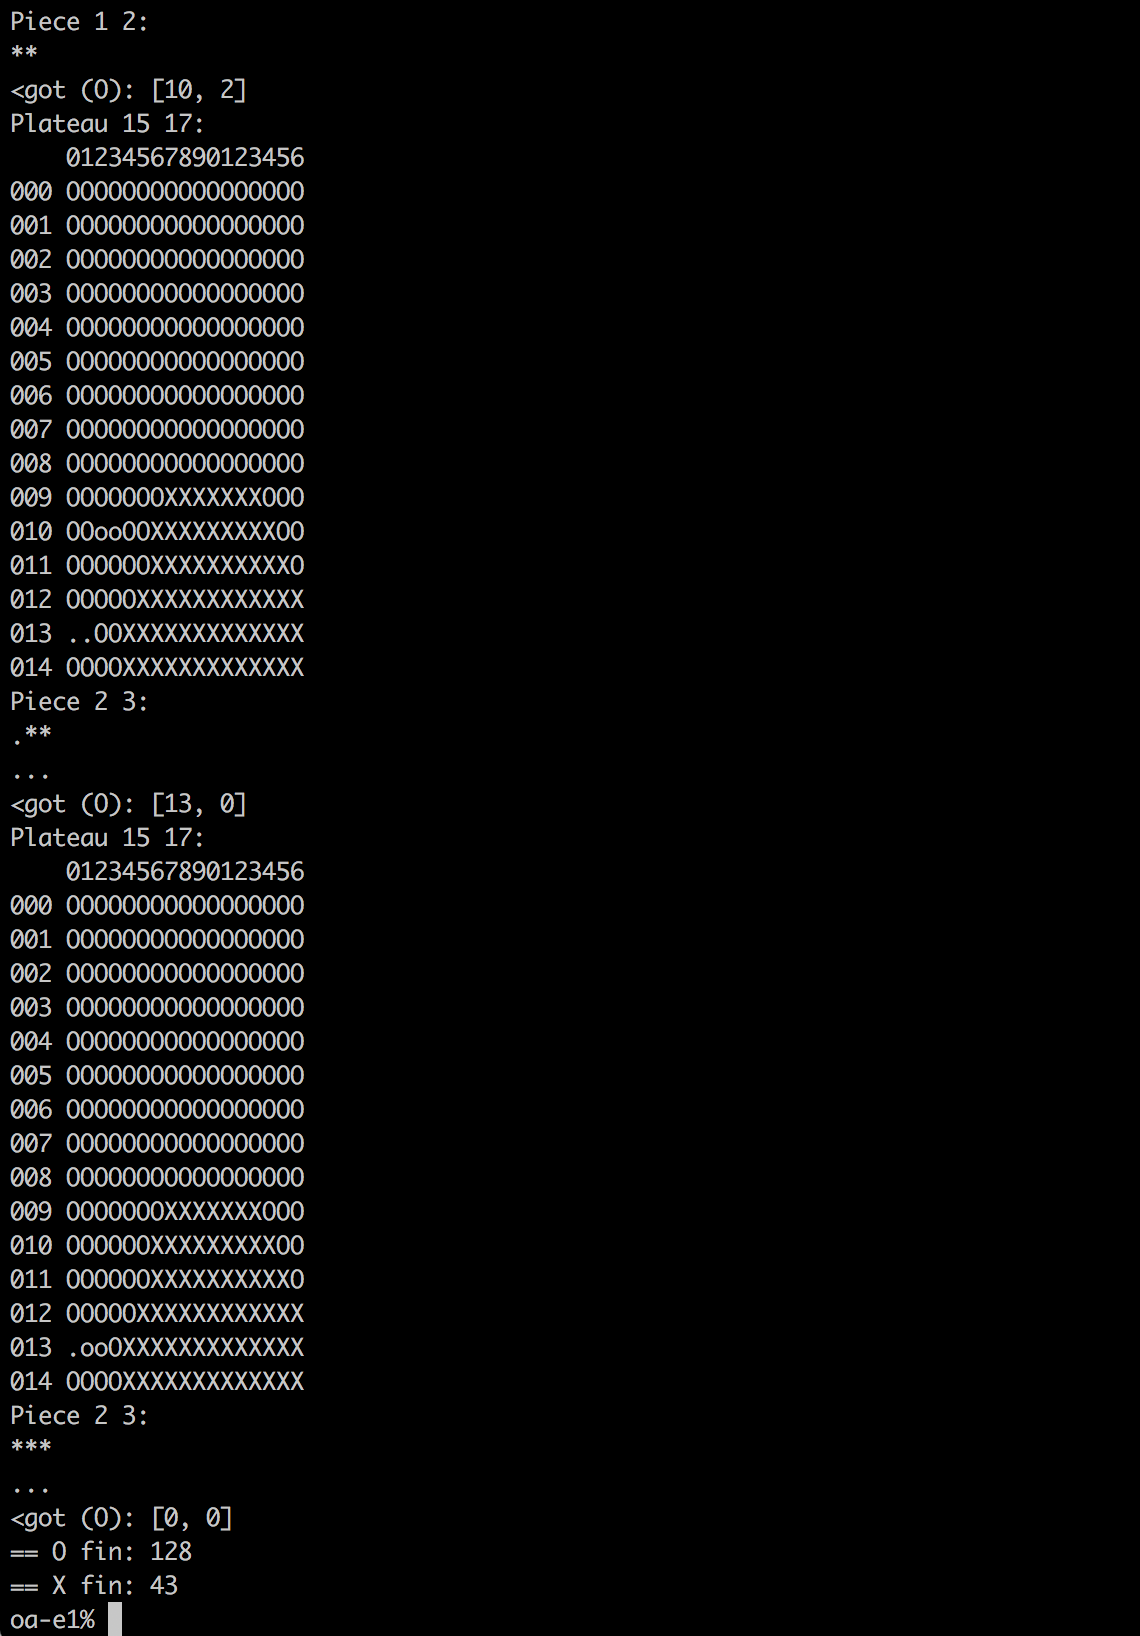 Piece 1 2:
**
<got (O): [10, 2]
Plateau 15 17:
    01234567890123456
000 OOOOOOOOOOOOOOOOO
001 OOOOOOOOOOOOOOOOO
002 OOOOOOOOOOOOOOOOO
003 OOOOOOOOOOOOOOOOO
004 OOOOOOOOOOOOOOOOO
005 OOOOOOOOOOOOOOOOO
006 OOOOOOOOOOOOOOOOO
007 OOOOOOOOOOOOOOOOO
008 OOOOOOOOOOOOOOOOO
009 OOOOOOOXXXXXXXOOO
010 OOooOOXXXXXXXXXOO
011 OOOOOOXXXXXXXXXXO
012 OOOOOXXXXXXXXXXXX
013 ..OOXXXXXXXXXXXXX
014 OOOOXXXXXXXXXXXXX
Piece 2 3:
.**
...
<got (O): [13, 0]
Plateau 15 17:
    01234567890123456
000 OOOOOOOOOOOOOOOOO
001 OOOOOOOOOOOOOOOOO
002 OOOOOOOOOOOOOOOOO
003 OOOOOOOOOOOOOOOOO
004 OOOOOOOOOOOOOOOOO
005 OOOOOOOOOOOOOOOOO
006 OOOOOOOOOOOOOOOOO
007 OOOOOOOOOOOOOOOOO
008 OOOOOOOOOOOOOOOOO
009 OOOOOOOXXXXXXXOOO
010 OOOOOOXXXXXXXXXOO
011 OOOOOOXXXXXXXXXXO
012 OOOOOXXXXXXXXXXXX
013 .ooOXXXXXXXXXXXXX
014 OOOOXXXXXXXXXXXXX
Piece 2 3:
***
...
<got (O): [0, 0]
== O fin: 128
== X fin: 43
oa-e1%